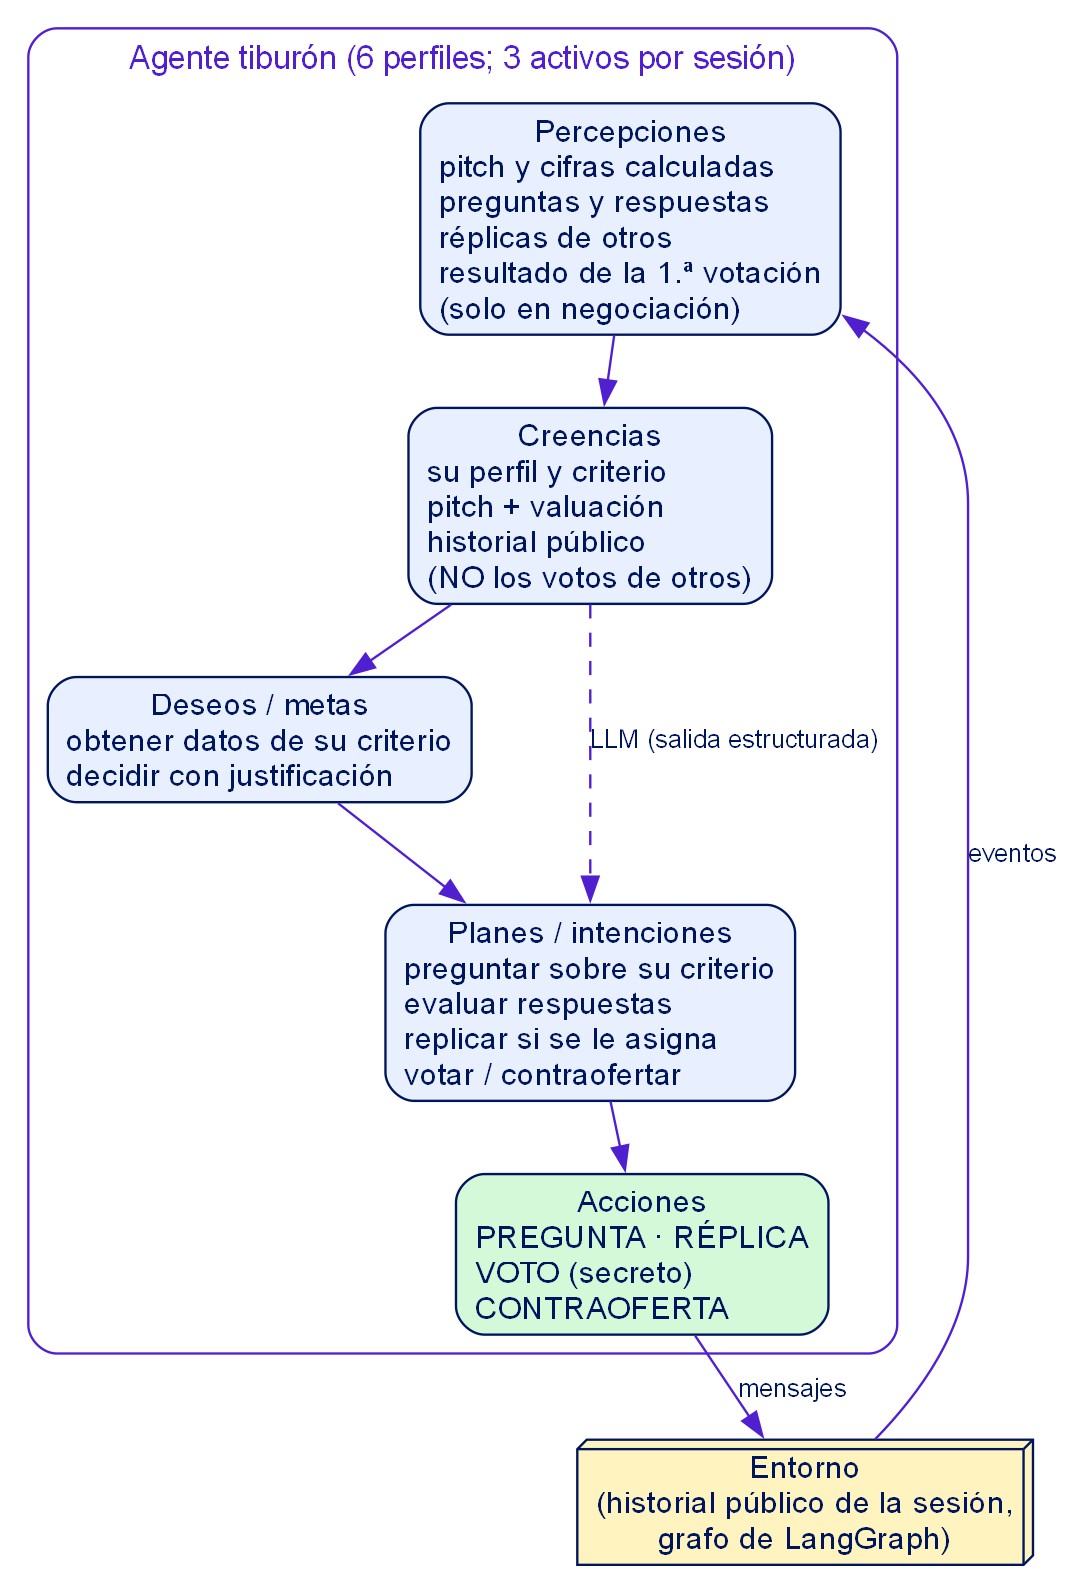 Agente tiburón (6 perfiles; 3 activos por sesión)
Percepciones
pitch y cifras calculadas
preguntas y respuestas
réplicas de otros
resultado de la 1.ª votación
(solo en negociación)
Creencias
su perfil y criterio
pitch + valuación
historial público
(NO los votos de otros)
Deseos / metas
obtener datos de su criterio
decidir con justificación
LLM (salida estructurada)
eventos
Planes / intenciones
preguntar sobre su criterio
evaluar respuestas
replicar si se le asigna
votar / contraofertar
Acciones
PREGUNTA · RÉPLICA
VOTO (secreto)
CONTRAOFERTA
mensajes
Entorno
(historial público de la sesión,
grafo de LangGraph)